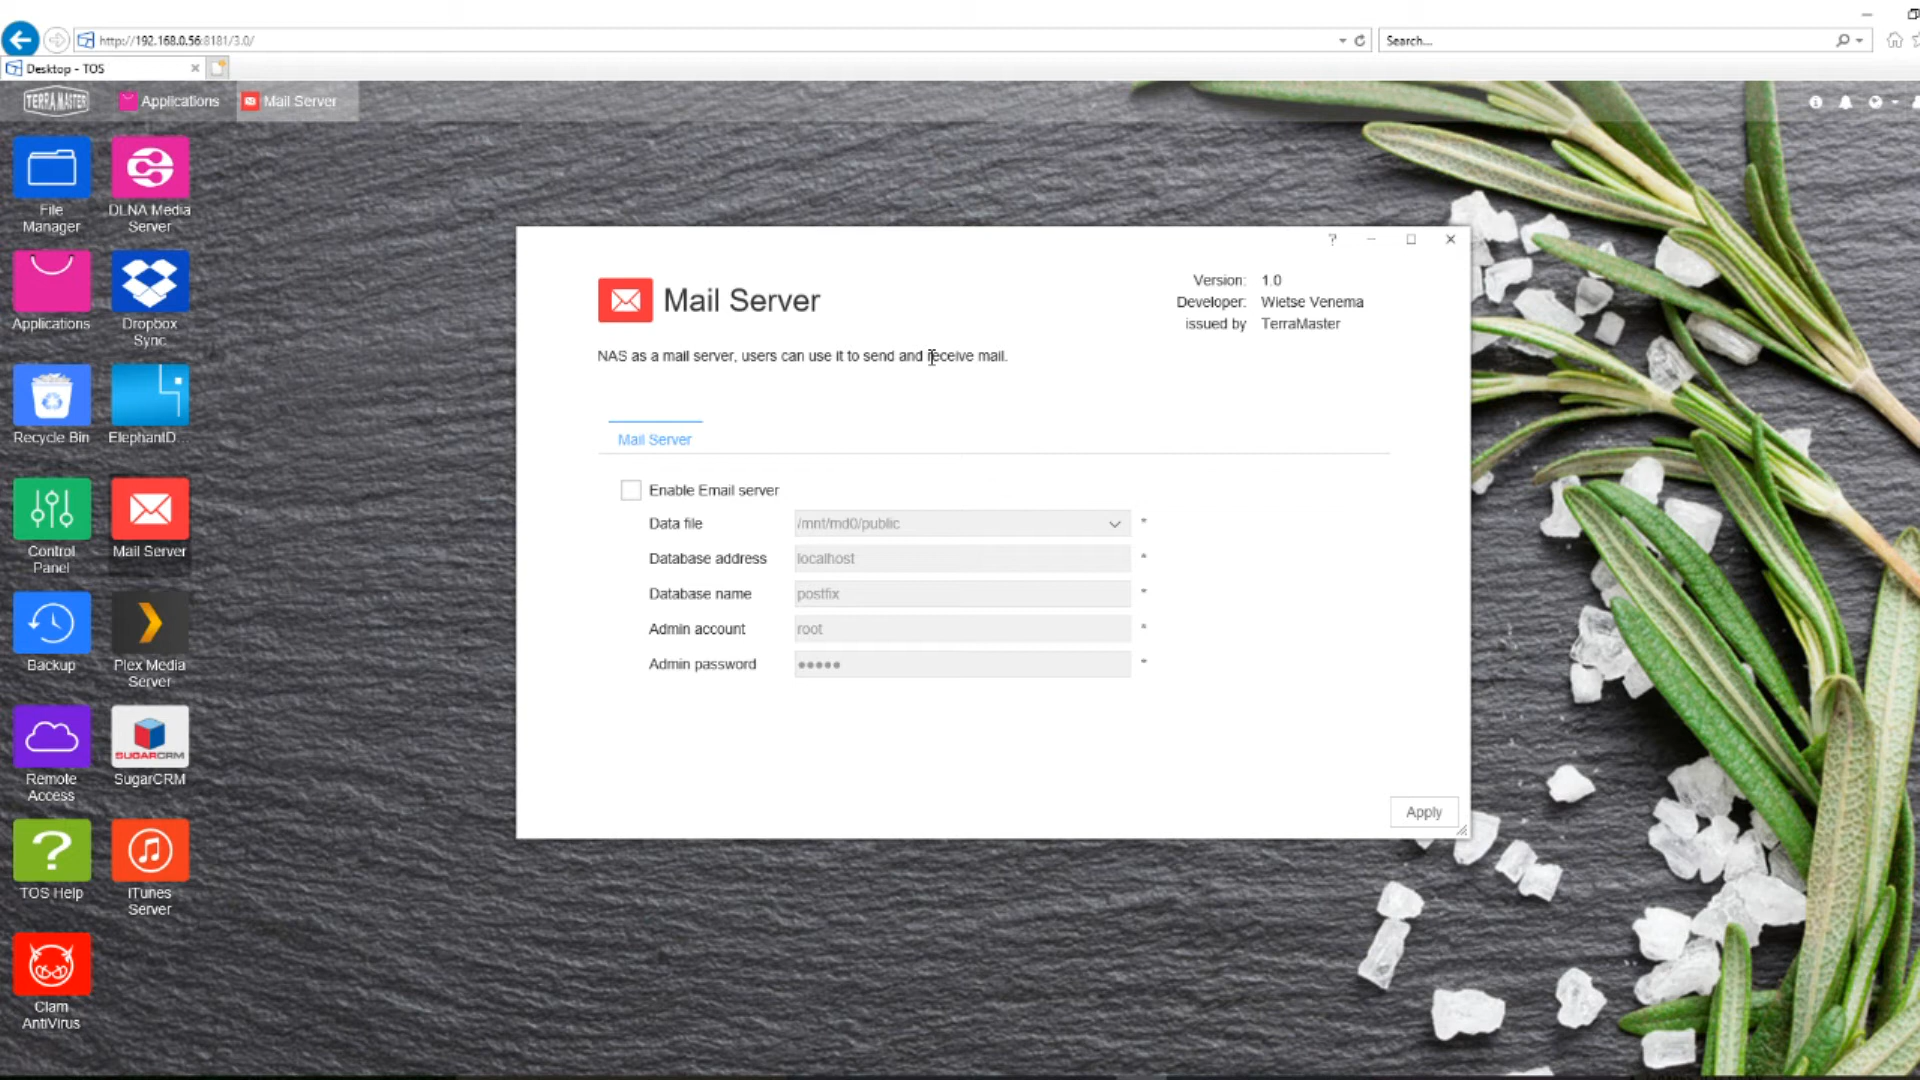 http://192.168.0.56:8181/3.0/
Search...
Desktop - TOS
TERRA MASTER
Applications
Mail Server
File Manager
DLNA Media Server
Applications
Dropbox Sync
Recycle Bin
ElephantD...
Control Panel
Mail Server
Backup
Plex Media Server
Remote Access
SUGARCRM
SugarCRM
TOS Help
iTunes Server
Clam AntiVirus
Mail Server
Version: 1.0
Developer: Wietse Venema
issued by TerraMaster
NAS as a mail server, users can use it to send and receive mail.
Mail Server
Enable Email server
Data file /mnt/md0/public *
Database address localhost *
Database name postfix *
Admin account root *
Admin password ●●●●● *
Apply